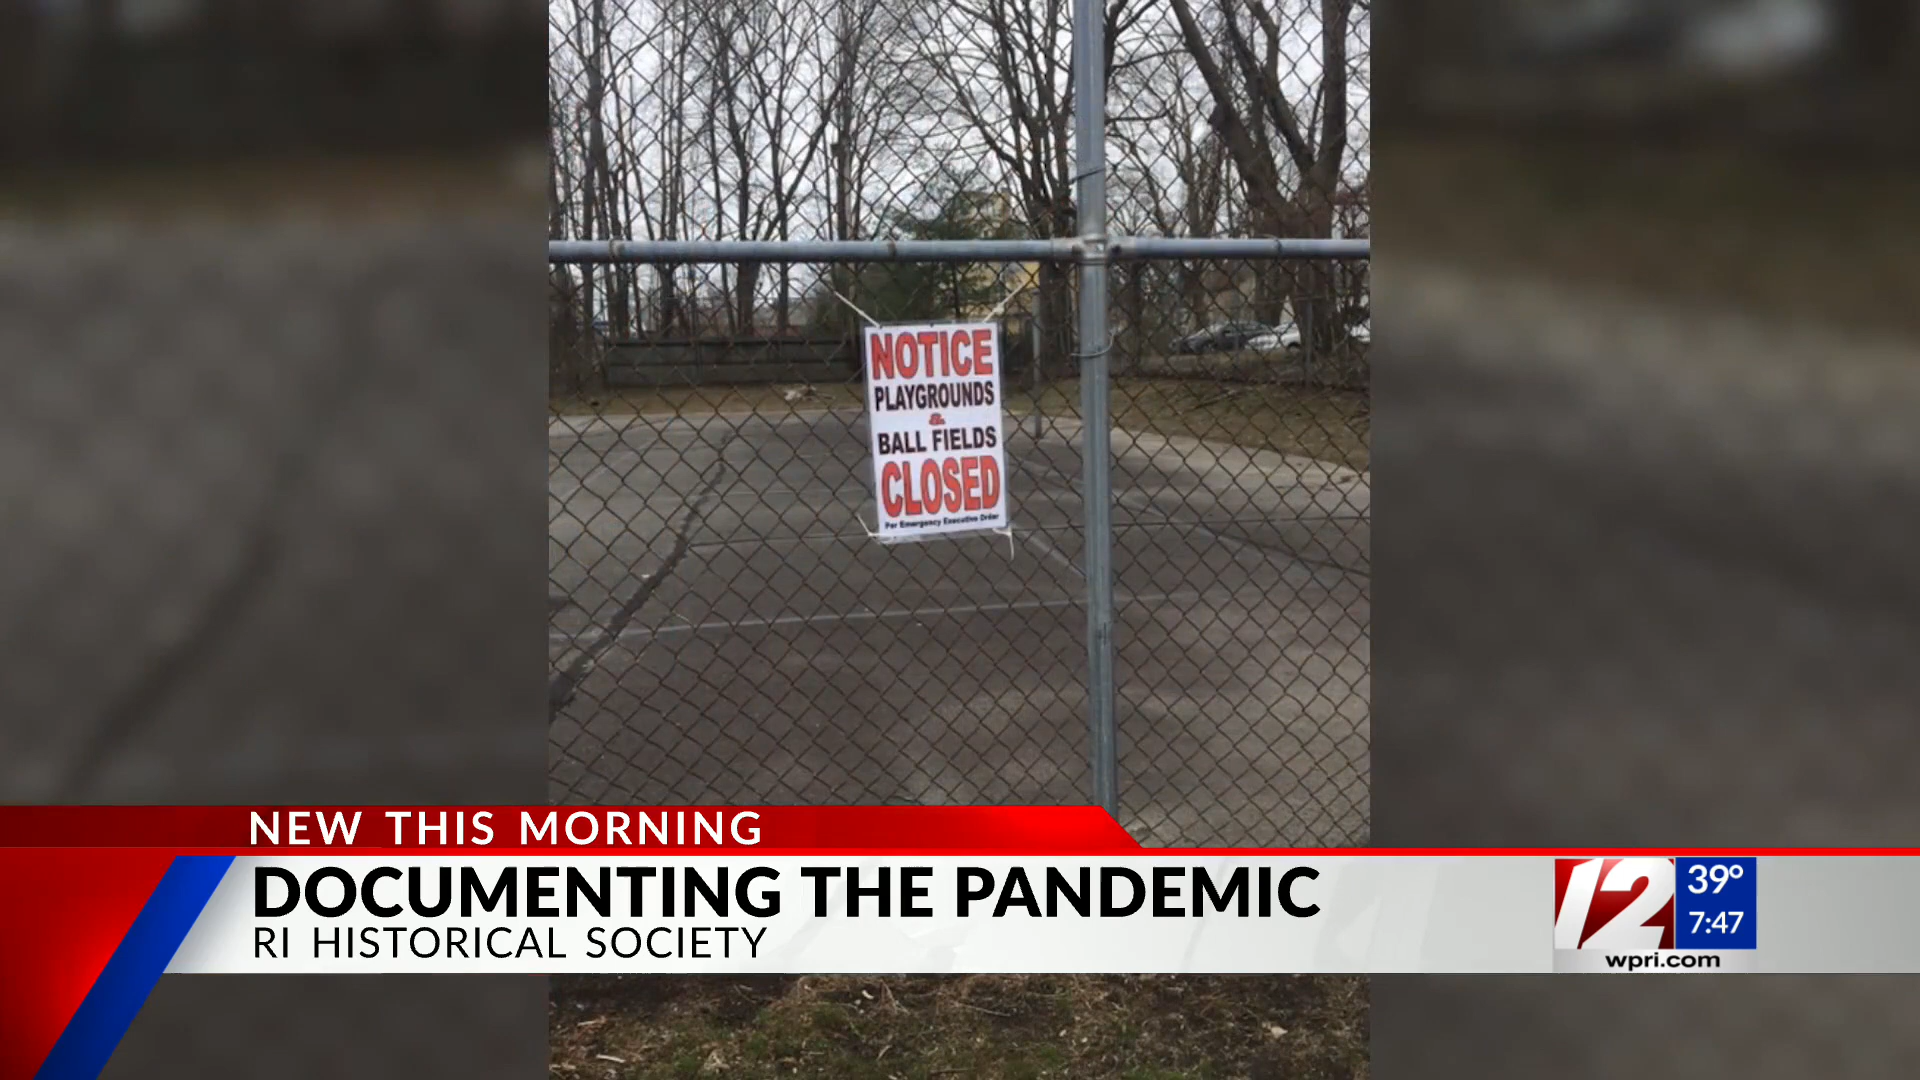 NOTICE
PLAYGROUNDS
&
BALL FIELDS
CLOSED
Per Emergency Executive Order
NEW THIS MORNING
DOCUMENTING THE PANDEMIC
RI HISTORICAL SOCIETY
12
39°
7:47
wpri.com